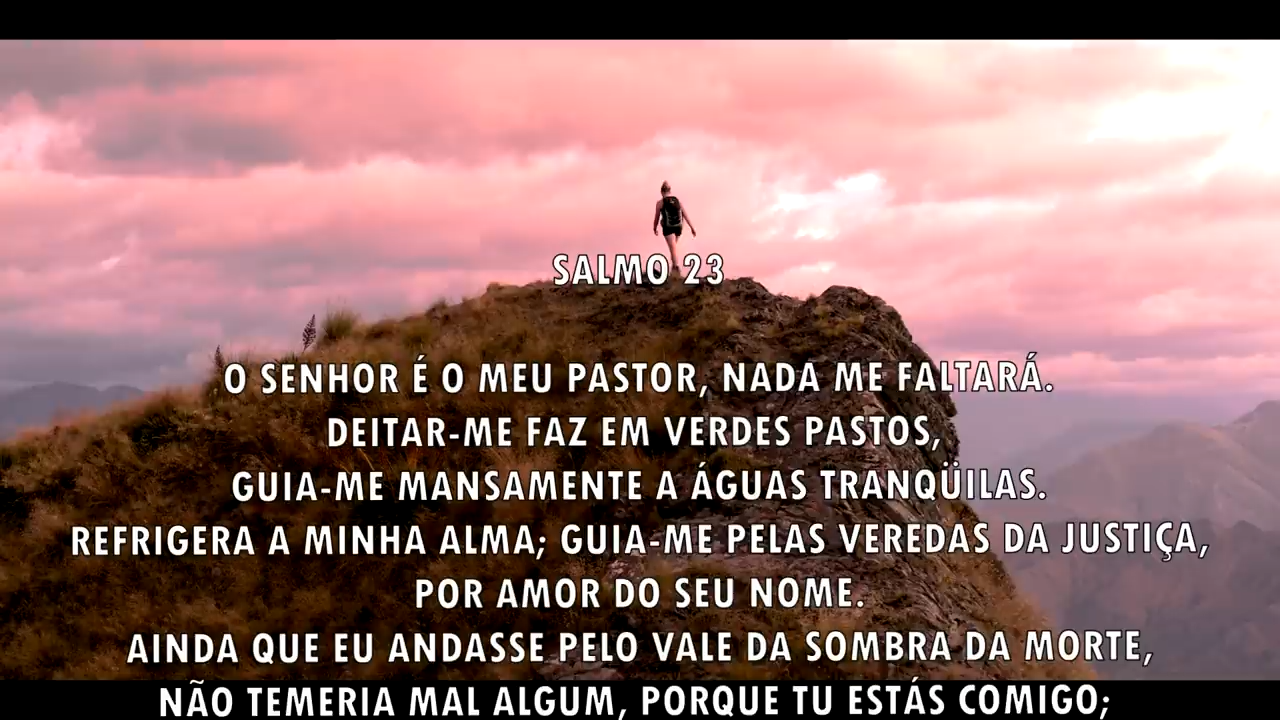 SALMO 23
O SENHOR É O MEU PASTOR, NADA ME FALTARÁ.
DEITAR-ME FAZ EM VERDES PASTOS,
GUIA-ME MANSAMENTE A ÁGUAS TRANQÜILAS.
REFRIGERA A MINHA ALMA; GUIA-ME PELAS VEREDAS DA JUSTIÇA,
POR AMOR DO SEU NOME.
AINDA QUE EU ANDASSE PELO VALE DA SOMBRA DA MORTE,
NÃO TEMERIA MAL ALGUM, PORQUE TU ESTÁS COMIGO;